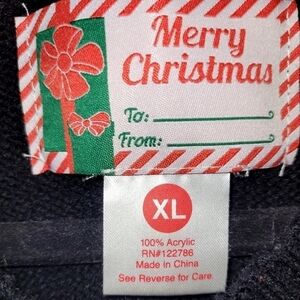 Merry
Christmas
To:
From:
XL
100% Acrylic
RN#122786
Made in China
See Reverse for Care.